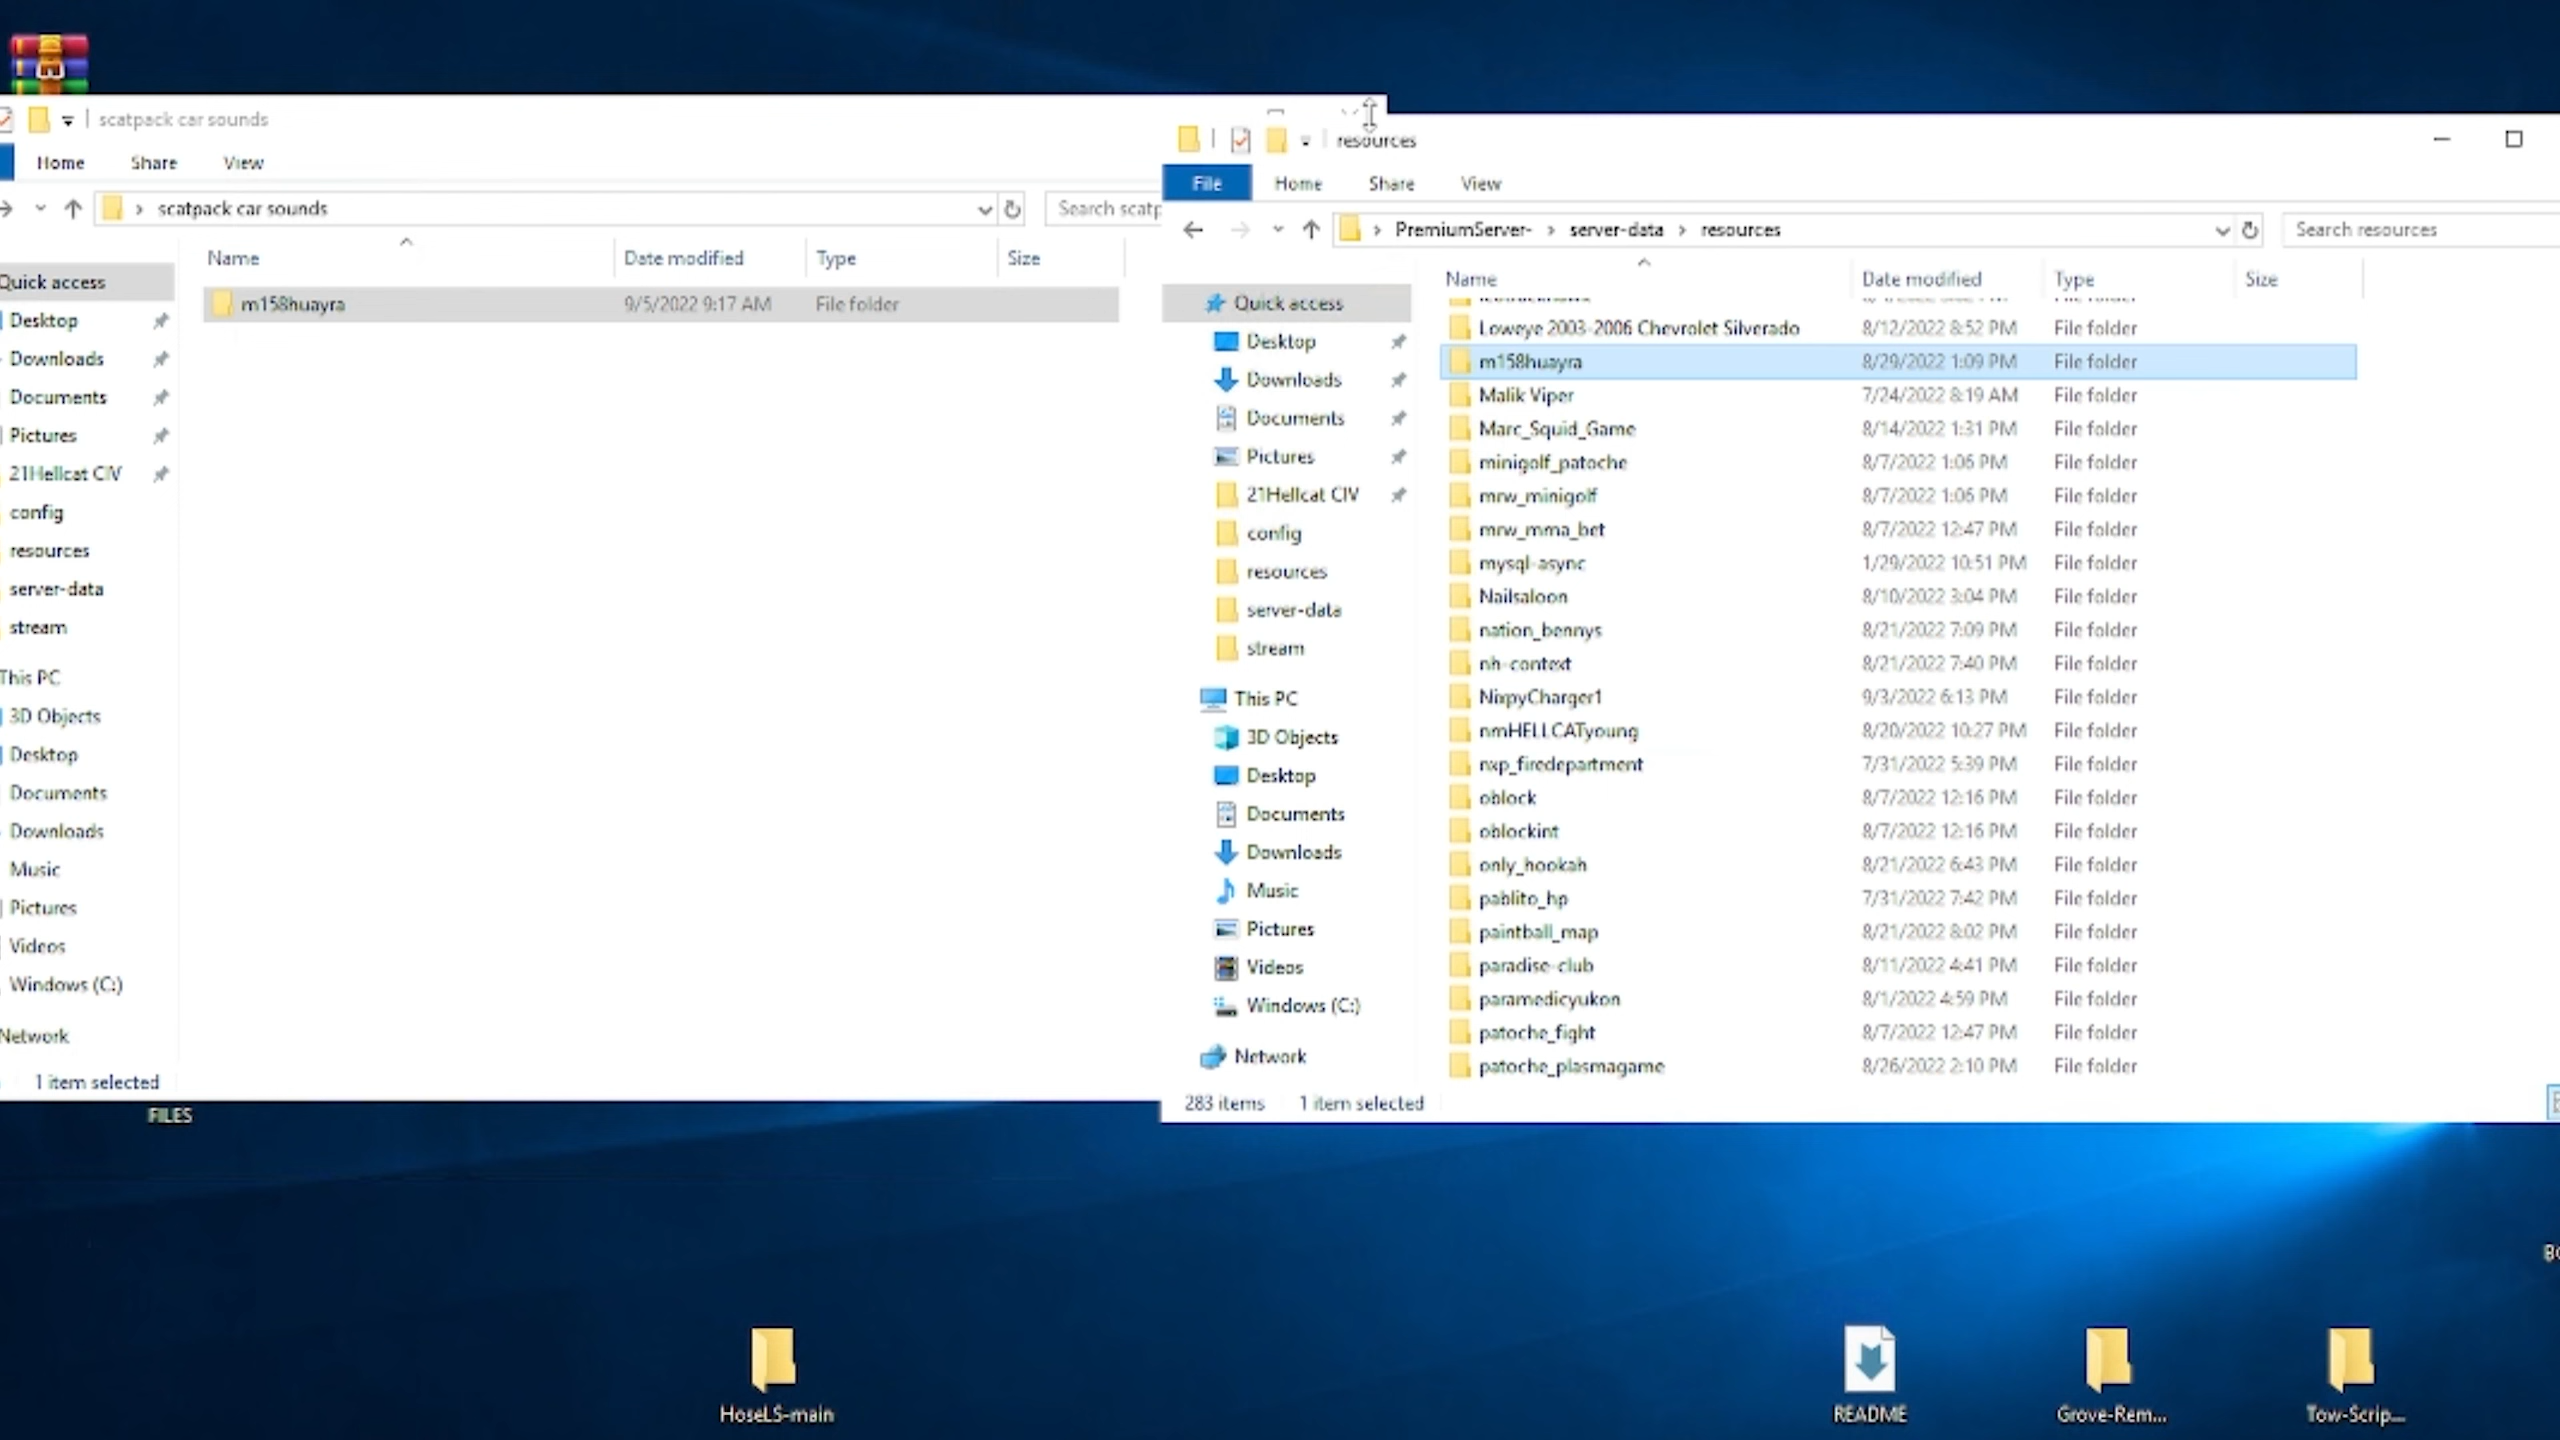 scatpack car sounds
Home Share View
scatpack car sounds
Search scatp
Name Date modified Type Size
m158huayra 9/5/2022 9:17 AM File folder
Quick access
Desktop
Downloads
Documents
Pictures
21Hellcat CIV
config
resources
server-data
stream
This PC
3D Objects
Desktop
Documents
Downloads
Music
Pictures
Videos
Windows (C:)
Network
1 item selected
resources
File Home Share View
PremiumServer- server-data resources
Search resources
Name Date modified Type Size
Quick access
Desktop
Downloads
Documents
Pictures
21Hellcat CIV
config
resources
server-data
stream
This PC
3D Objects
Desktop
Documents
Downloads
Music
Pictures
Videos
Windows (C:)
Network
Loweye 2003-2006 Chevrolet Silverado 8/12/2022 8:52 PM File folder
m158huayra 8/29/2022 1:09 PM File folder
Malik Viper 7/24/2022 8:19 AM File folder
Marc_Squid_Game 8/14/2022 1:31 PM File folder
minigolf_patoche 8/7/2022 1:06 PM File folder
mrw_minigolf 8/7/2022 1:06 PM File folder
mrw_mma_bet 8/7/2022 12:47 PM File folder
mysql-async 1/29/2022 10:51 PM File folder
Nailsaloon 8/10/2022 3:04 PM File folder
nation_bennys 8/21/2022 7:09 PM File folder
nh-context 8/21/2022 7:40 PM File folder
NixpyCharger1 9/3/2022 6:13 PM File folder
nmHELLCATyoung 8/20/2022 10:27 PM File folder
nxp_firedepartment 7/31/2022 5:39 PM File folder
oblock 8/7/2022 12:16 PM File folder
oblockint 8/7/2022 12:16 PM File folder
only_hookah 8/21/2022 6:43 PM File folder
pablito_hp 7/31/2022 7:42 PM File folder
paintball_map 8/21/2022 8:02 PM File folder
paradise-club 8/11/2022 4:41 PM File folder
paramedicyukon 8/1/2022 4:59 PM File folder
patoche_fight 8/7/2022 12:47 PM File folder
patoche_plasmagame 8/26/2022 2:10 PM File folder
283 items 1 item selected
FILES
HoseLS-main
README
Grove-Rem...
Tow-Scrip...